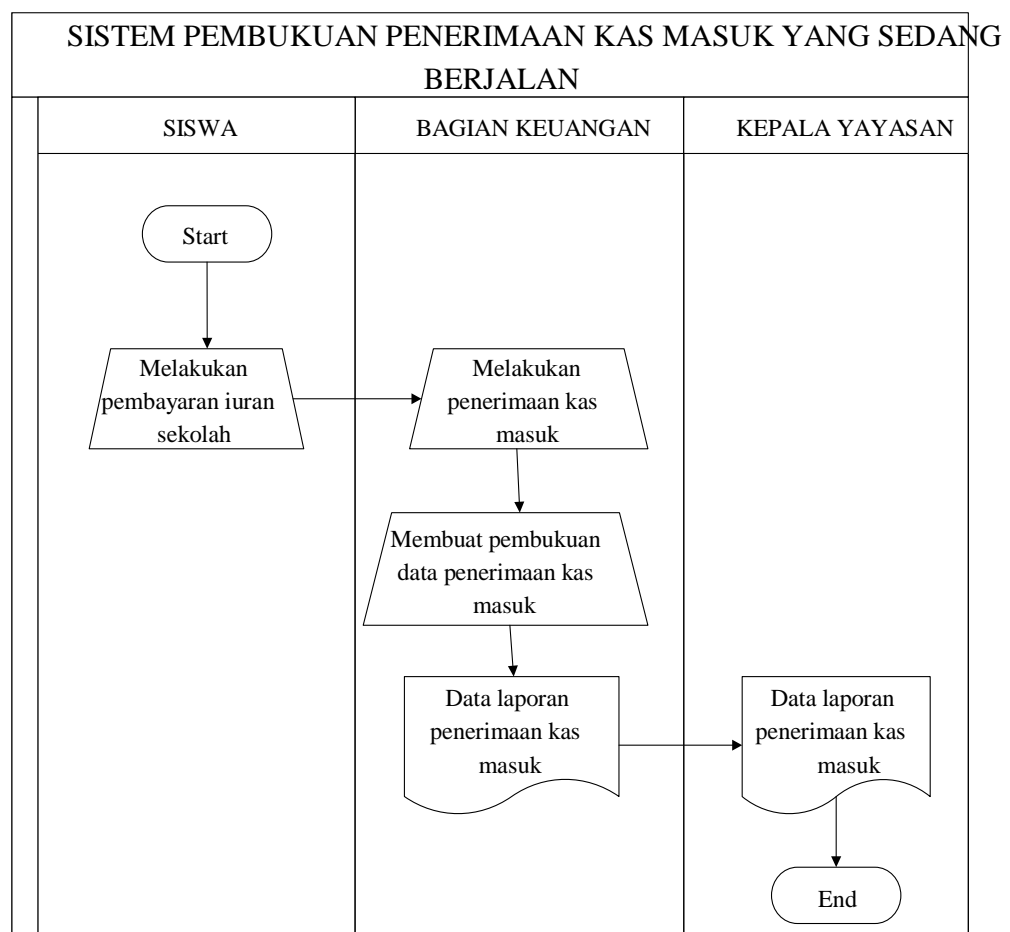 SISTEM PEMBUKUAN PENERIMAAN KAS MASUK YANG SEDANG
BERJALAN
SISWA
BAGIAN KEUANGAN
KEPALA YAYASAN
Start
Melakukan
pembayaran iuran
sekolah
Melakukan
penerimaan kas
masuk
Membuat pembukuan
data penerimaan kas
masuk
Data laporan
penerimaan kas
masuk
Data laporan
penerimaan kas
masuk
End